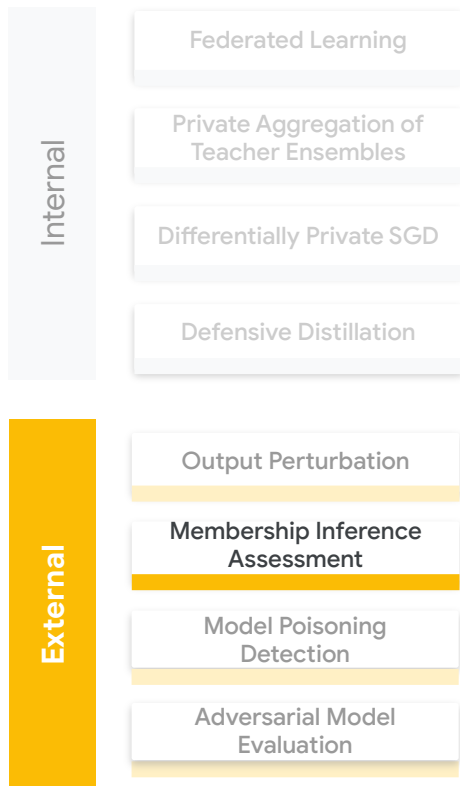 Internal
Federated Learning
Private Aggregation of
Teacher Ensembles
Differentially Private SGD
Defensive Distillation
External
Output Perturbation
Membership Inference
Assessment
Model Poisoning
Detection
Adversarial Model
Evaluation